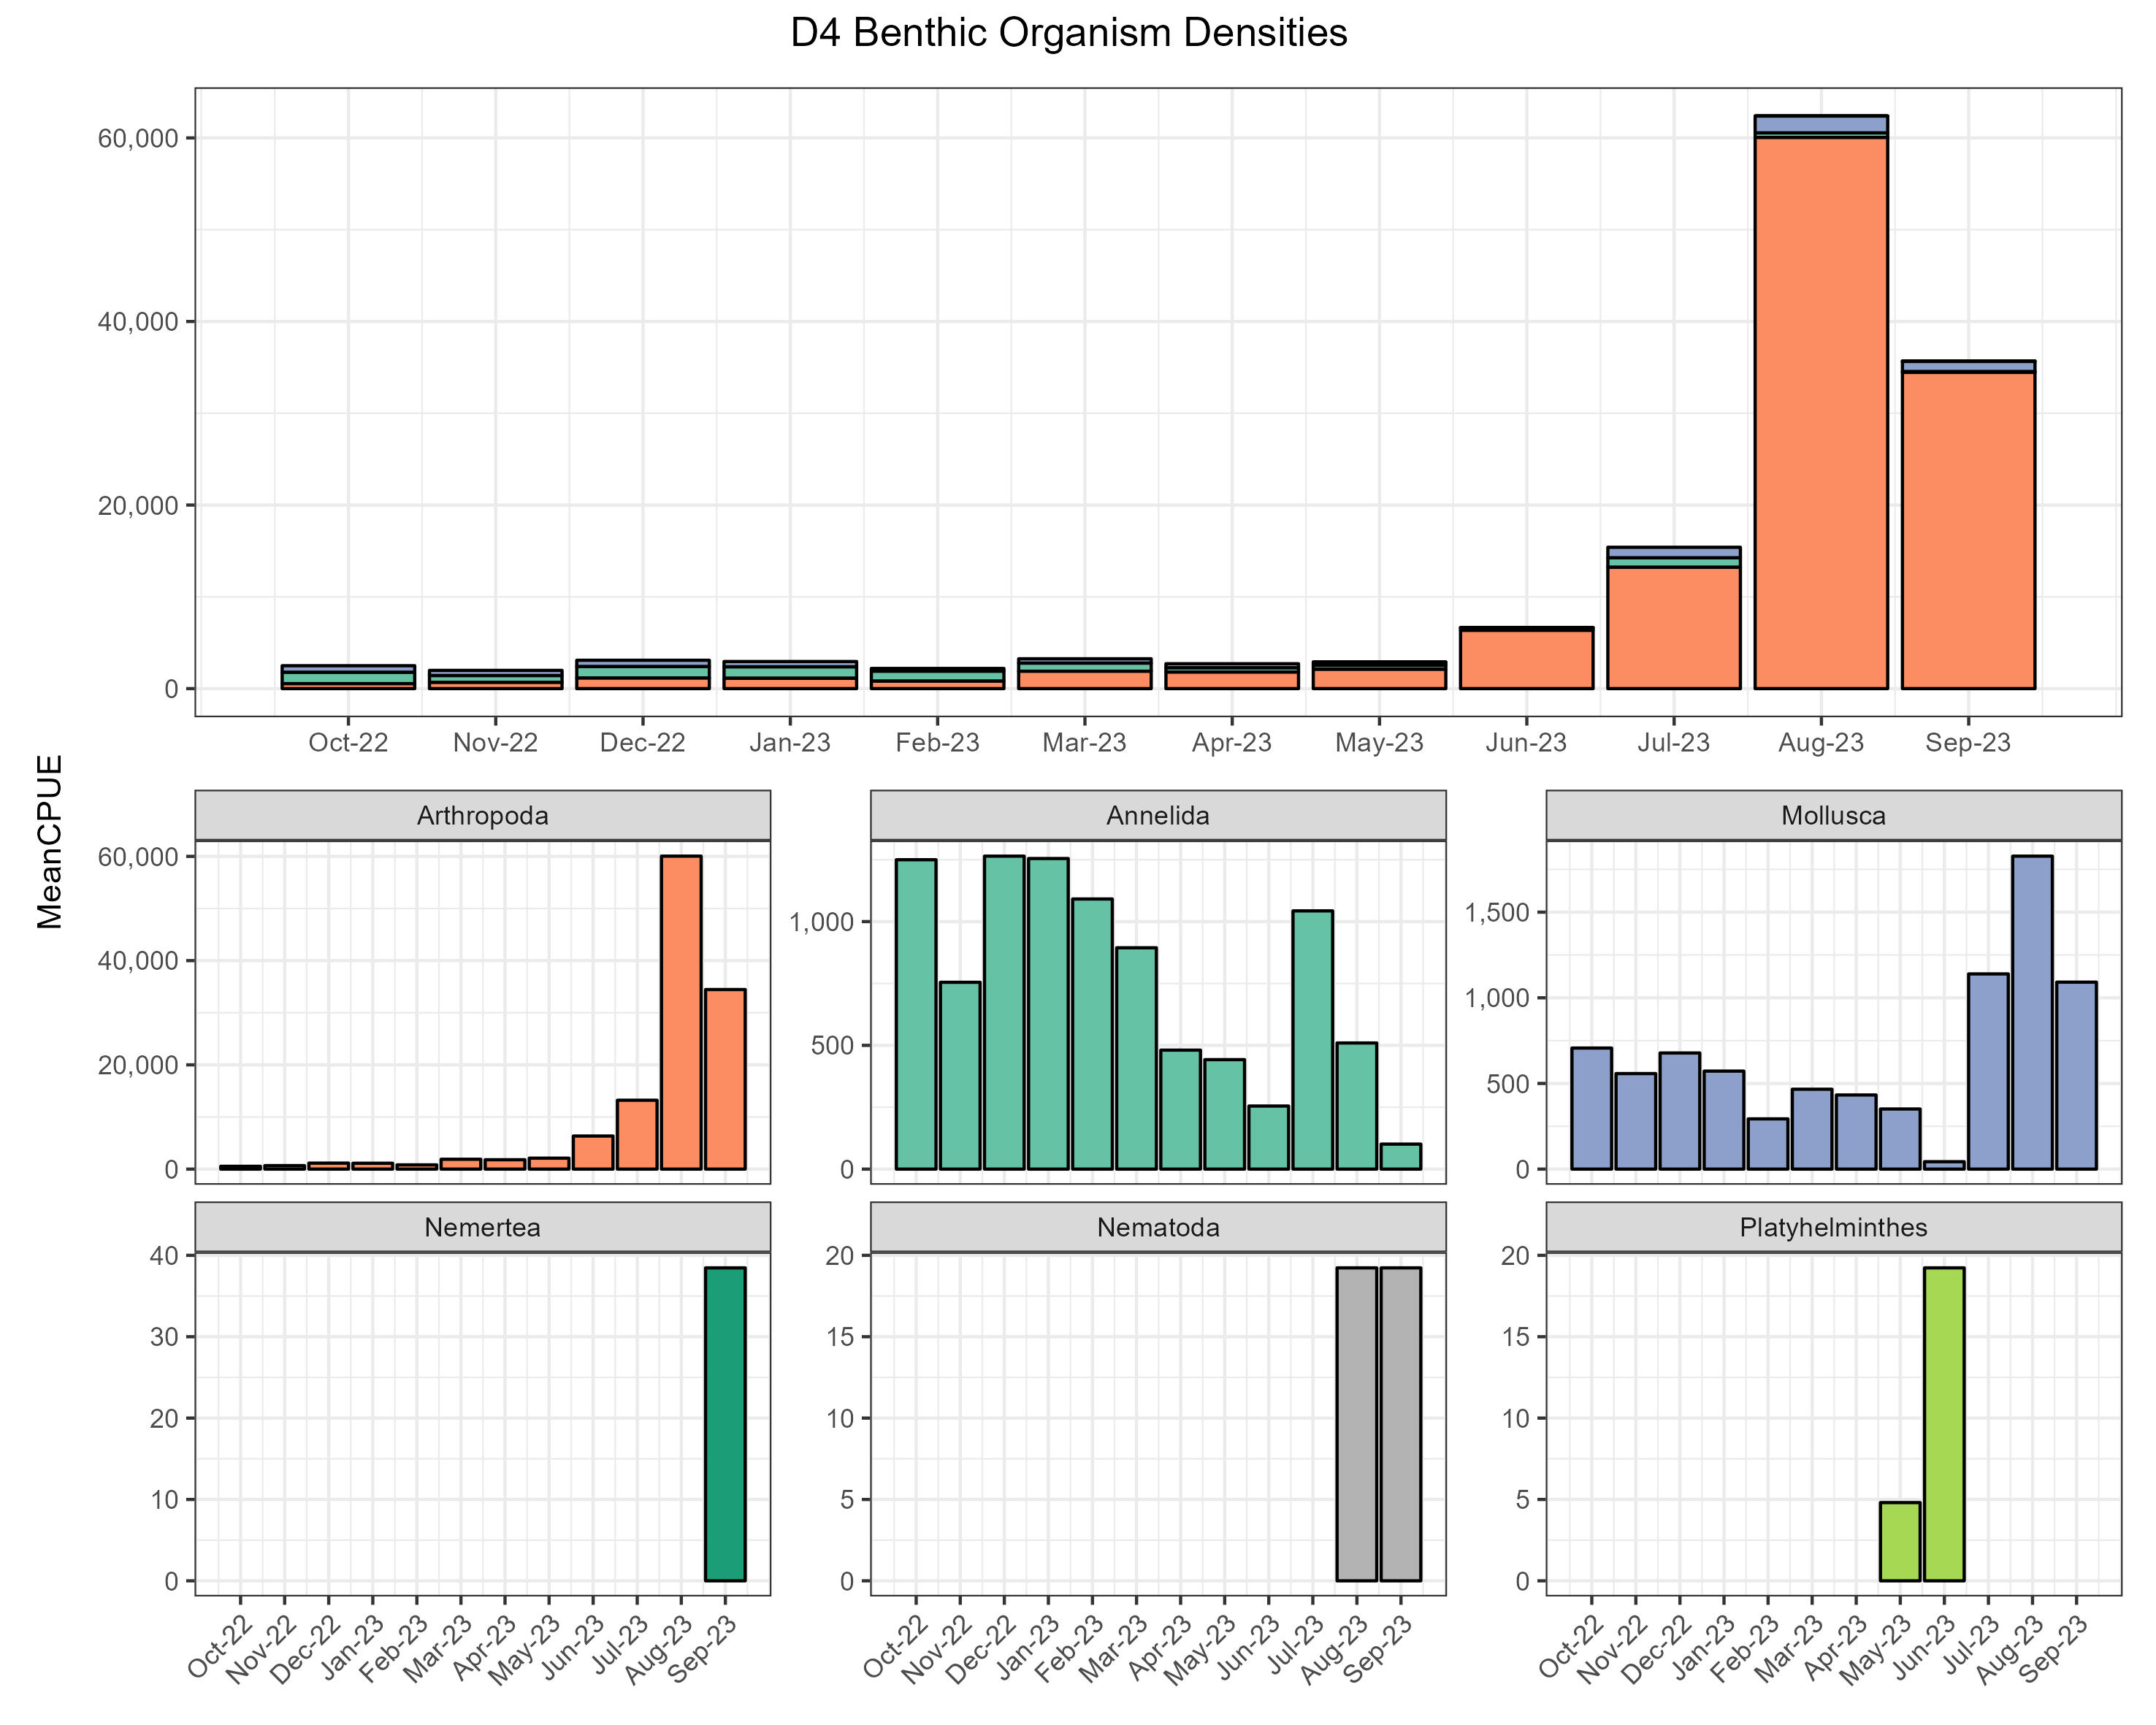 D4 Benthic Organism Densities
MeanCPUE
60,000
40,000
20,000
0
Oct-22 Nov-22 Dec-22 Jan-23 Feb-23 Mar-23 Apr-23 May-23 Jun-23 Jul-23 Aug-23 Sep-23
Arthropoda
60,000
40,000
20,000
0
Annelida
1,000
500
0
Mollusca
1,500
1,000
500
0
Nemertea
40
30
20
10
0
Oct-22 Nov-22 Dec-22 Jan-23 Feb-23 Mar-23 Apr-23 May-23 Jun-23 Jul-23 Aug-23 Sep-23
Nematoda
20
15
10
5
0
Oct-22 Nov-22 Dec-22 Jan-23 Feb-23 Mar-23 Apr-23 May-23 Jun-23 Jul-23 Aug-23 Sep-23
Platyhelminthes
20
15
10
5
0
Oct-22 Nov-22 Dec-22 Jan-23 Feb-23 Mar-23 Apr-23 May-23 Jun-23 Jul-23 Aug-23 Sep-23